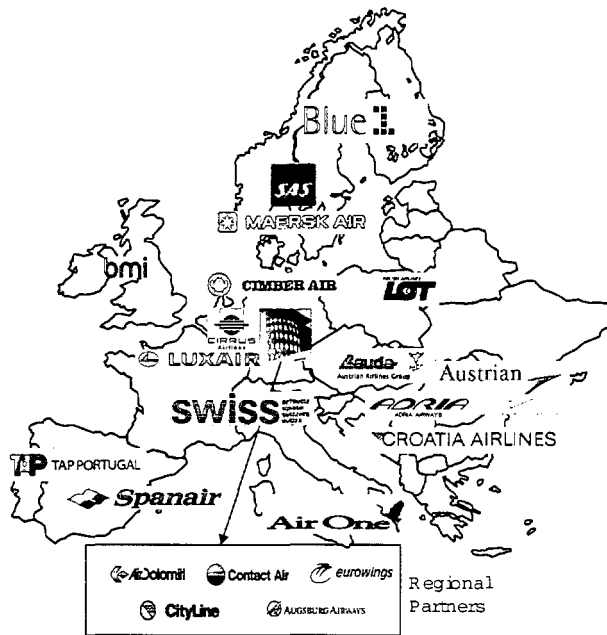 Blue1
SAS
MAERSK AIR
bmi
CIMBER AIR
LOT
CIRRUS
Airlines
LUXAIR
Lauda
Austrian Airlines Group
Austrian
swiss
ADRIA
ADRIA AIRWAYS
CROATIA AIRLINES
TAP TAP PORTUGAL
Spanair
Air One
AirDolomiti Contact Air eurowings
CityLine AUGSBURG AIRWAYS
Regional
Partners